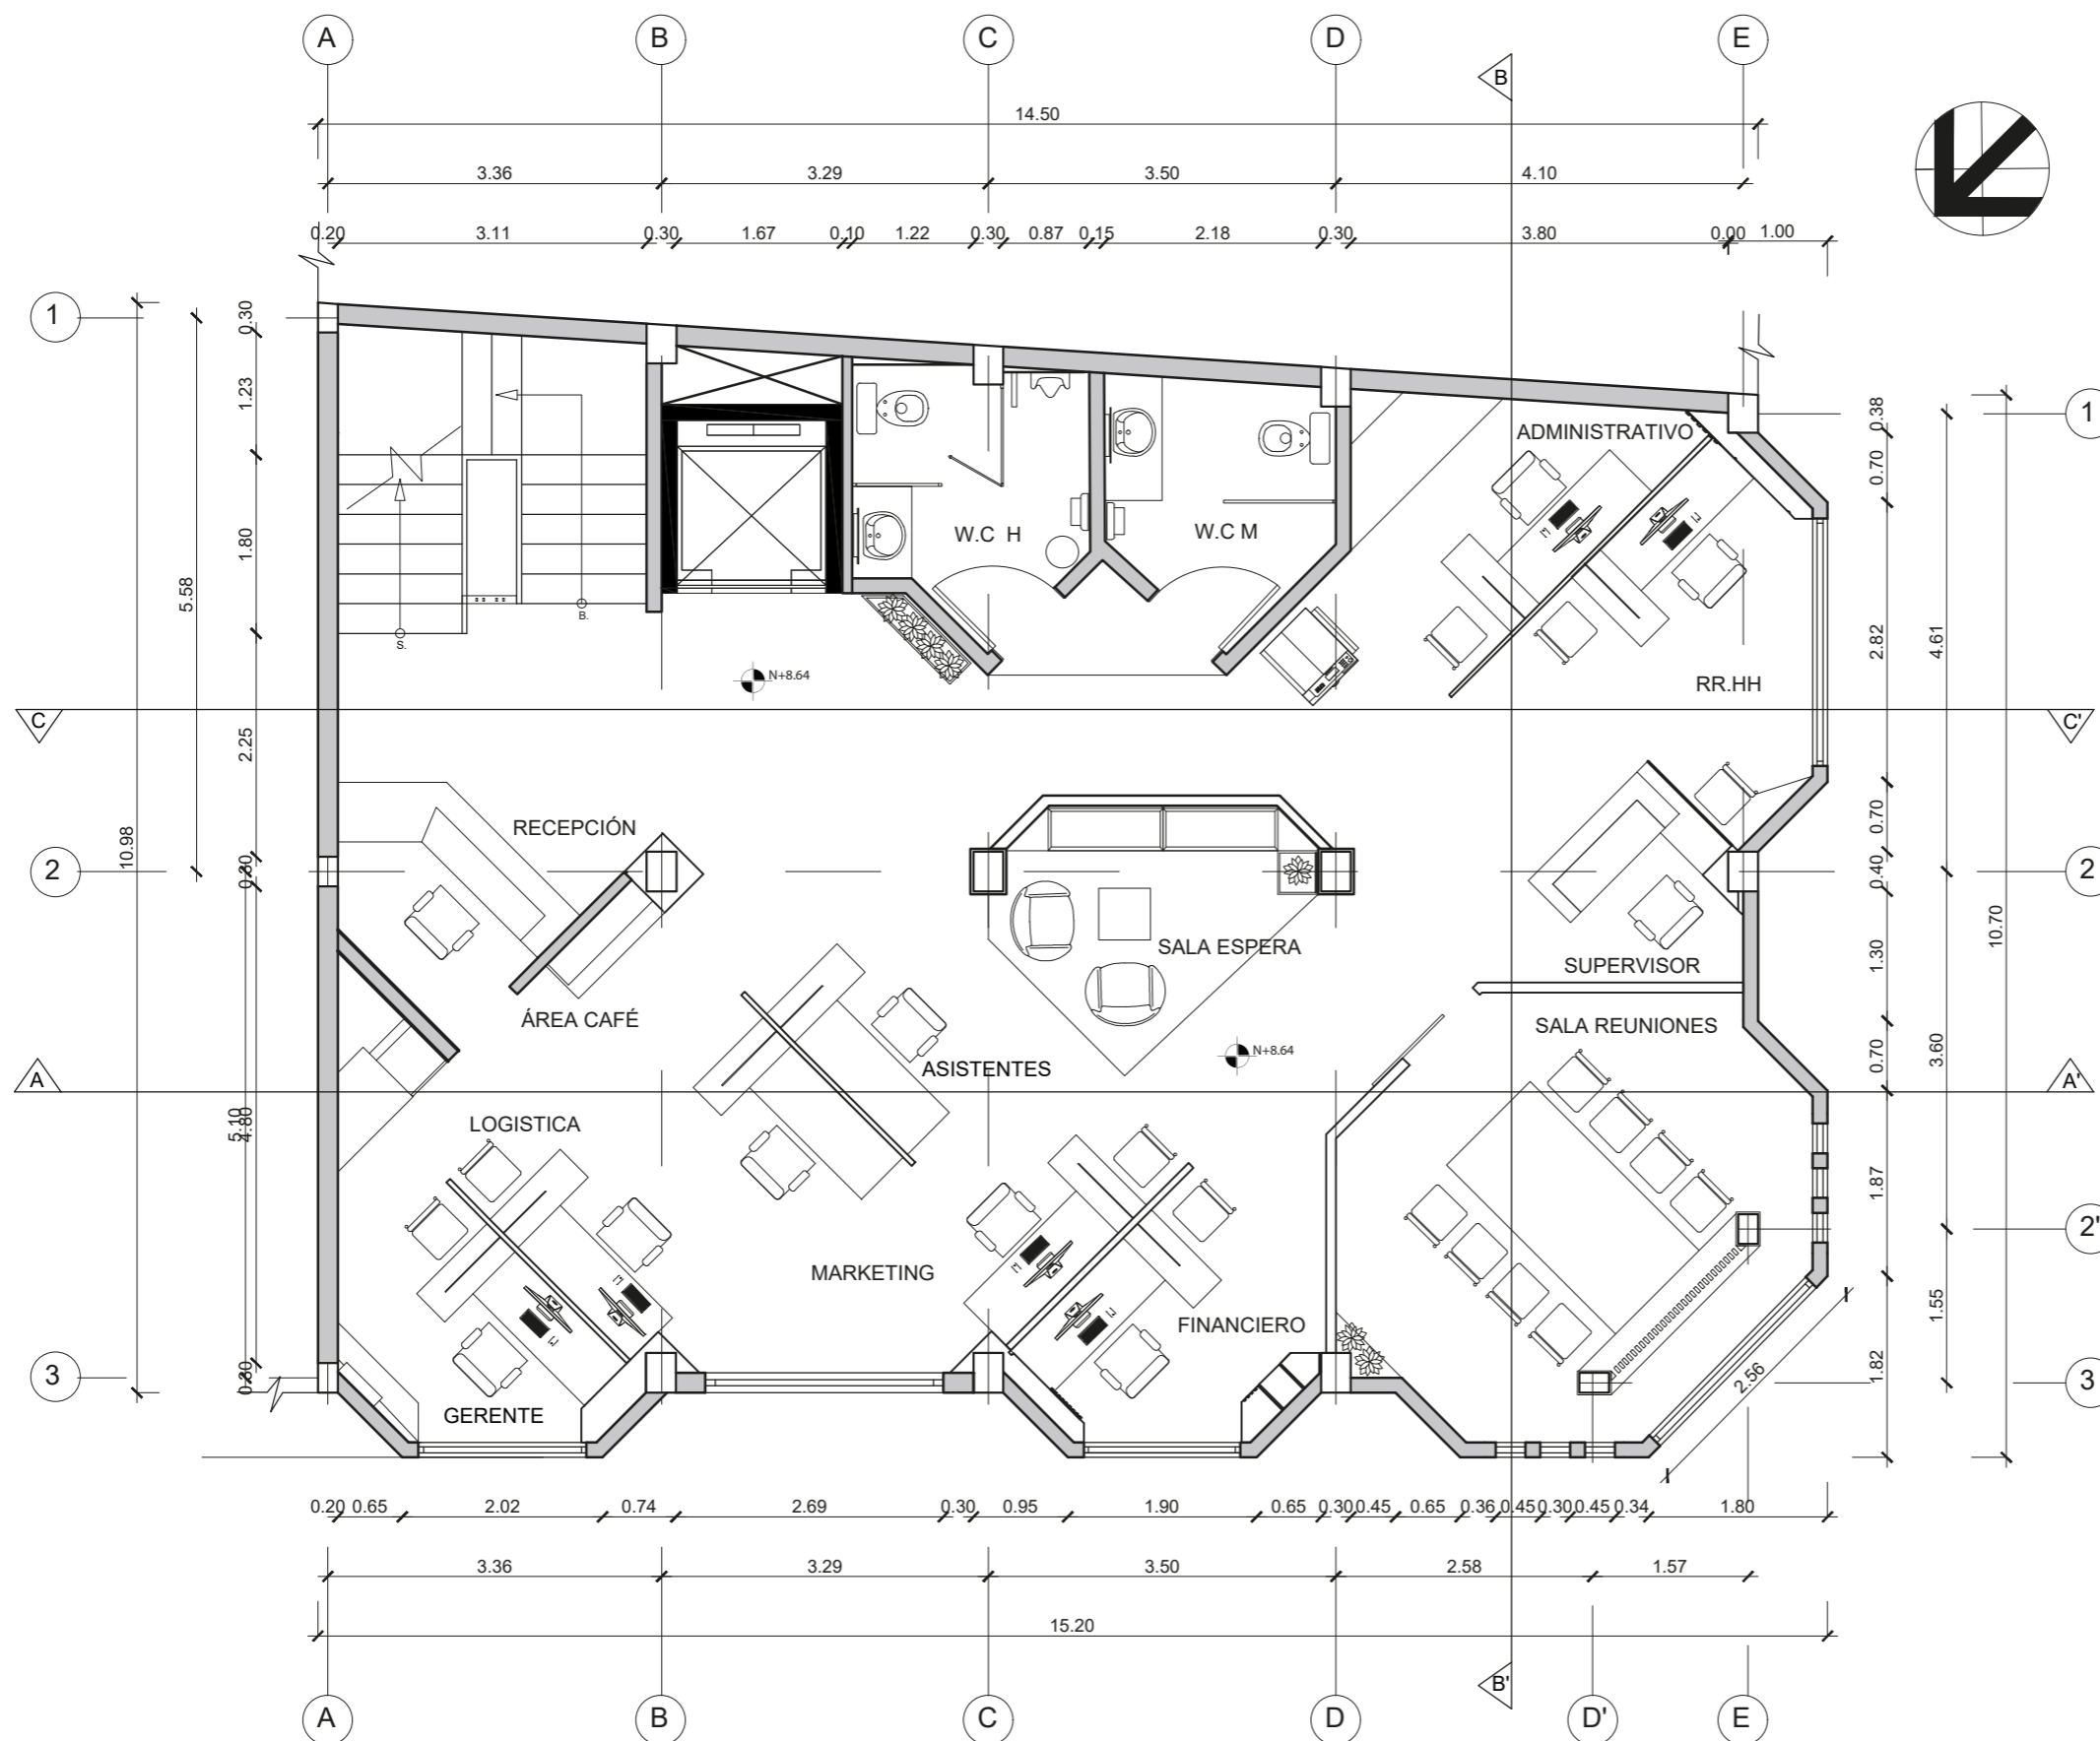 A B C D E
B
14.50
3.36 3.29 3.50 4.10
0.20 3.11 0.30 1.67 0.10 1.22 0.30 0.87 0.15 2.18 0.30 3.80 0.00 1.00
1
0.30
1.23
1.80
5.58
2.25
10.98
0.30
5.10
4.80
0.30
0.38
0.70
2.82
4.61
0.70
0.40
10.70
1.30
0.70
3.60
1.87
1.55
1.82
1
ADMINISTRATIVO
W.C H
W.C M
B.
S.
N+8.64
RR.HH
C C'
RECEPCIÓN
2 2
SALA ESPERA
SUPERVISOR
ÁREA CAFÉ
SALA REUNIONES
N+8.64
ASISTENTES
A A'
LOGISTICA
2'
MARKETING
FINANCIERO
3 3
2.56
GERENTE
0.20 0.65 2.02 0.74 2.69 0.30 0.95 1.90 0.65 0.30 0.45 0.65 0.36 0.45 0.30 0.45 0.34 1.80
3.36 3.29 3.50 2.58 1.57
15.20
B'
A B C D D' E